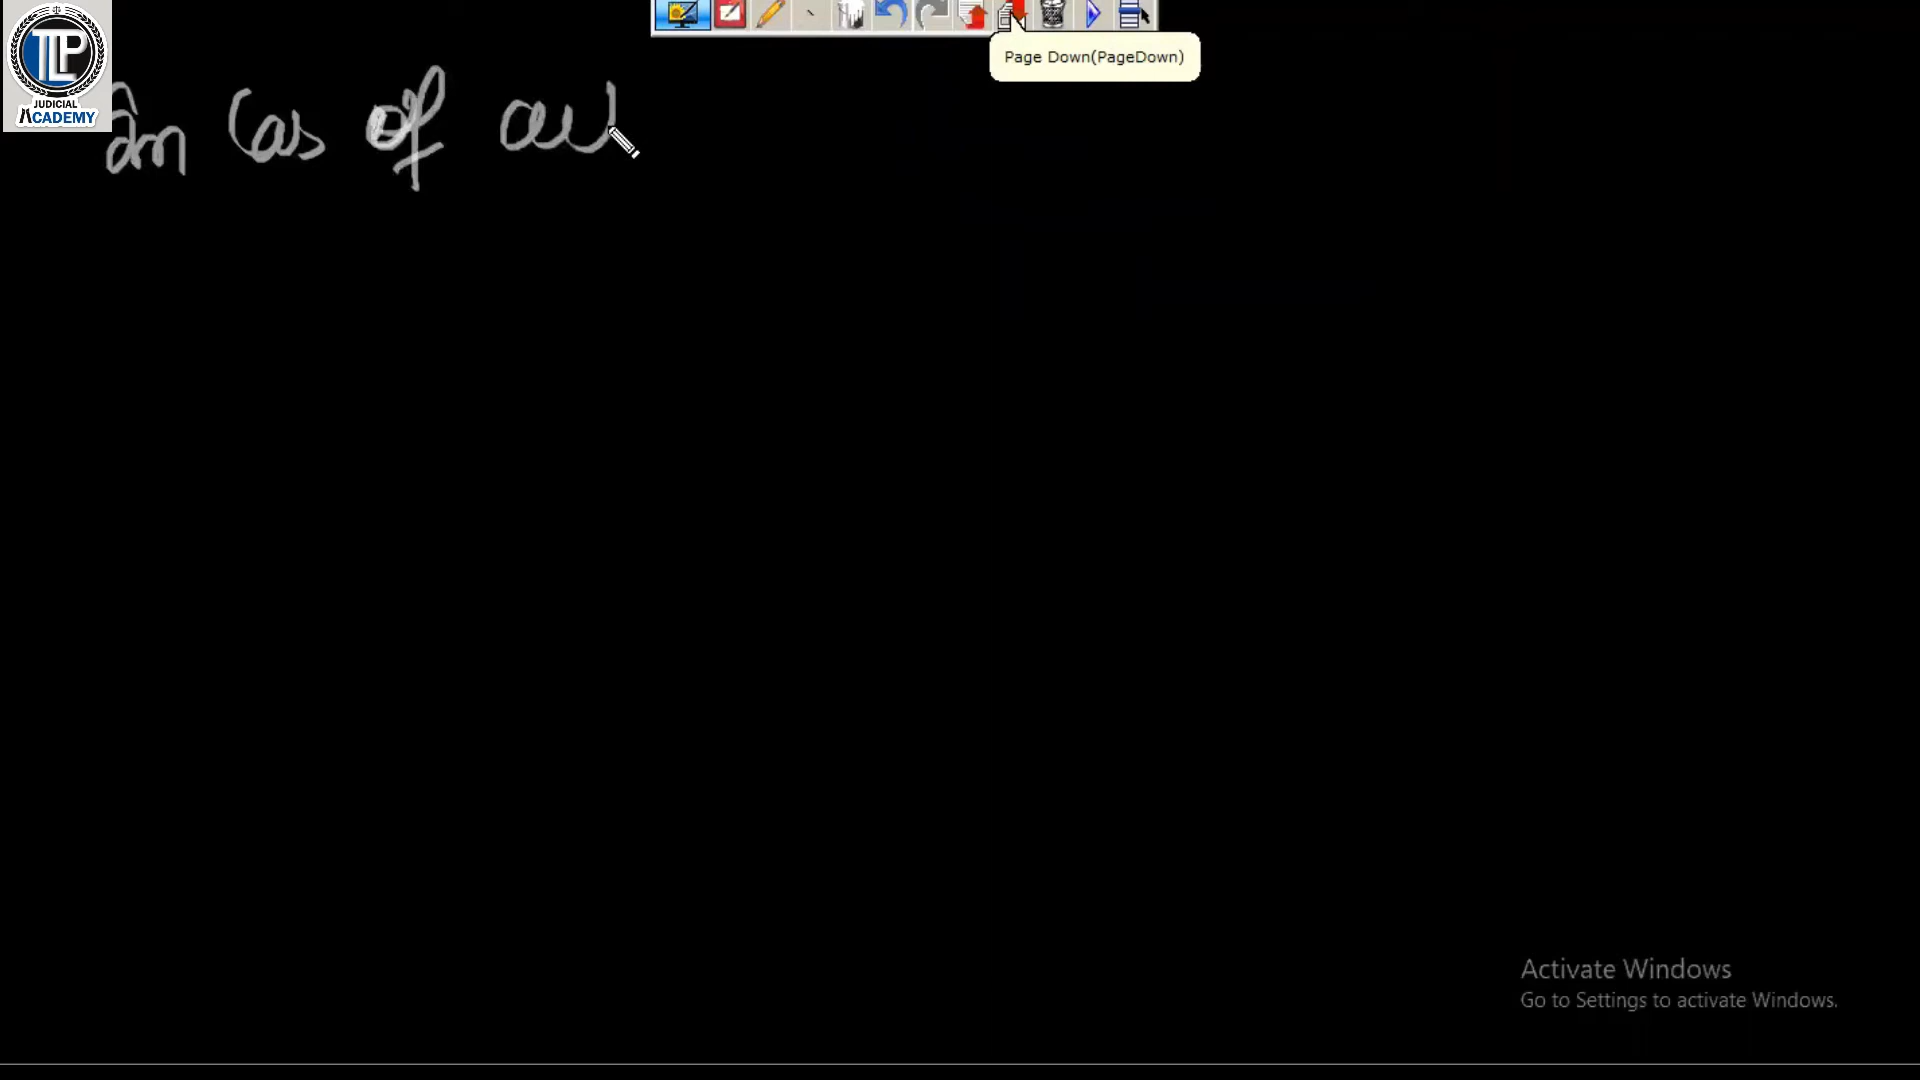 TLP
JUDICIAL
ACADEMY
Page Down(PageDown)
In Cas of
Activate Windows
Go to Settings to activate Windows.